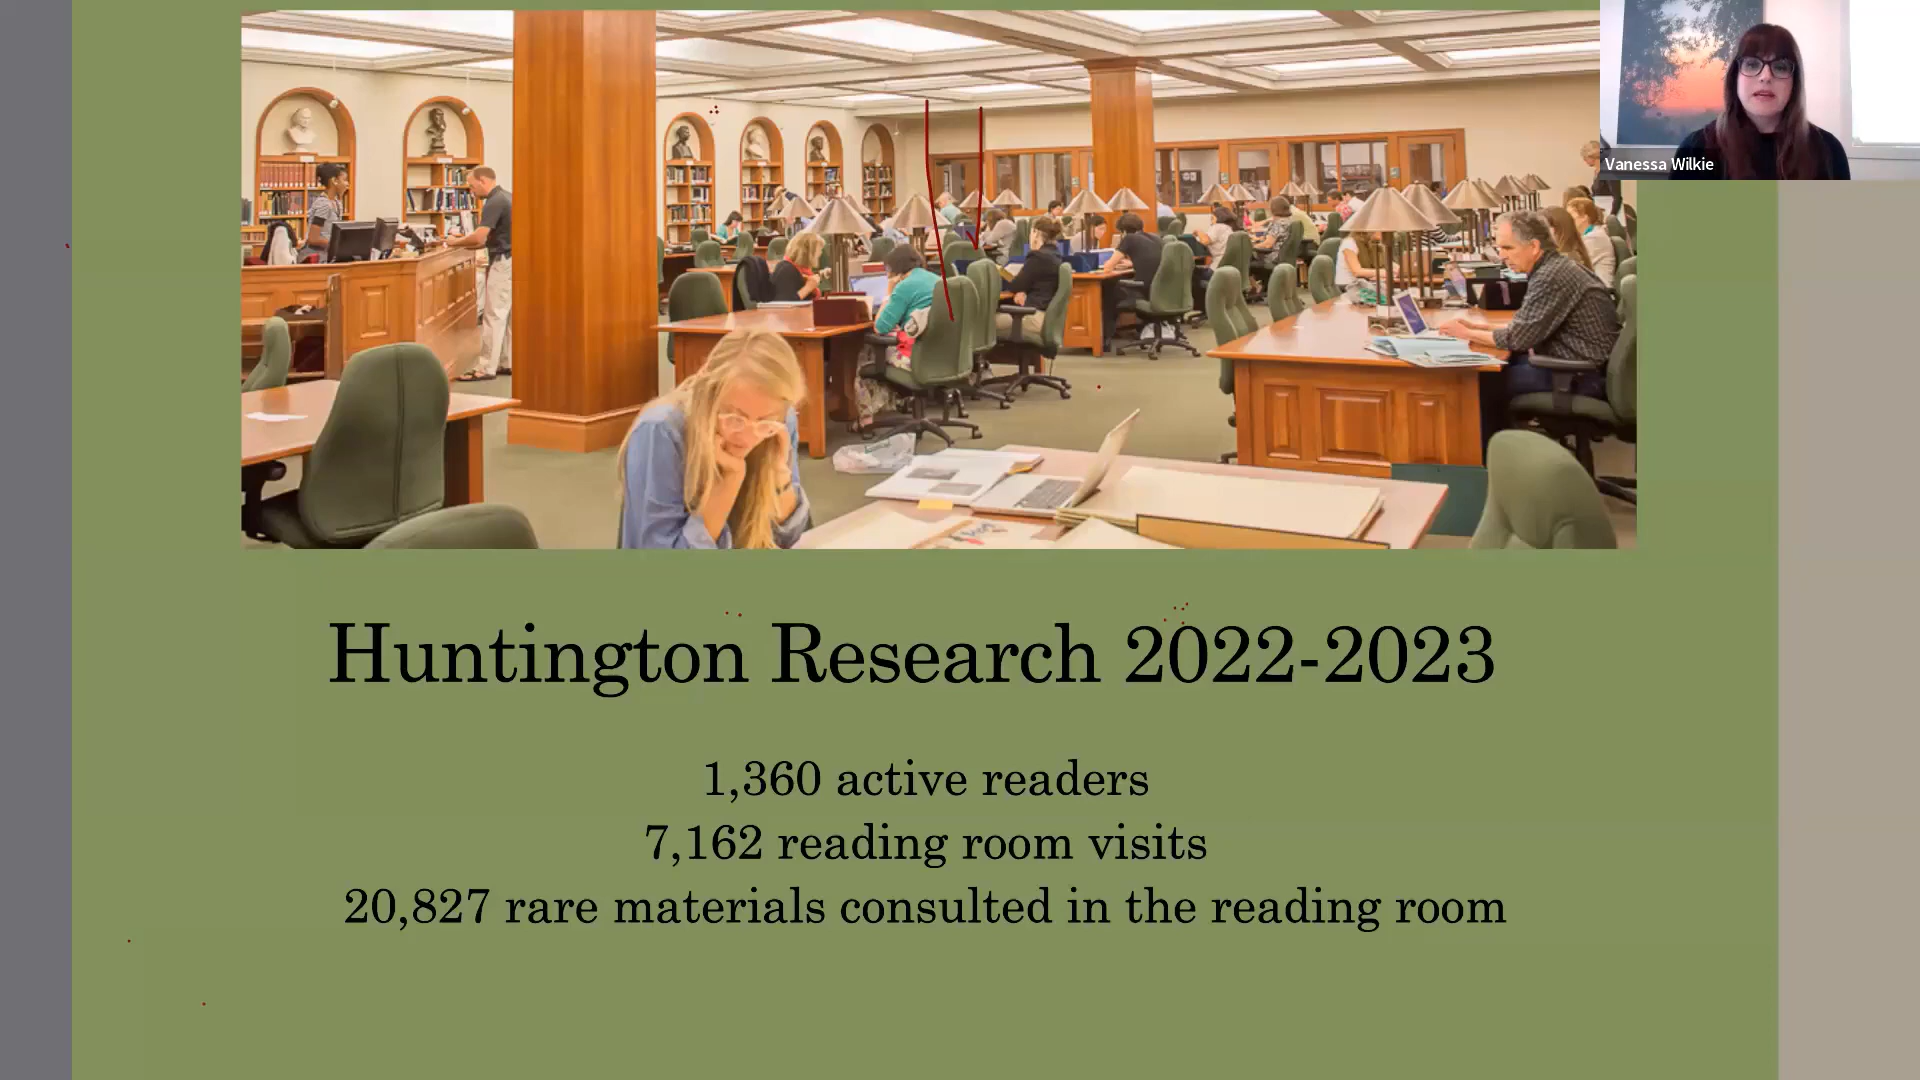 Vanessa Wilkie
Huntington Research 2022-2023
1,360 active readers
7,162 reading room visits
20,827 rare materials consulted in the reading room